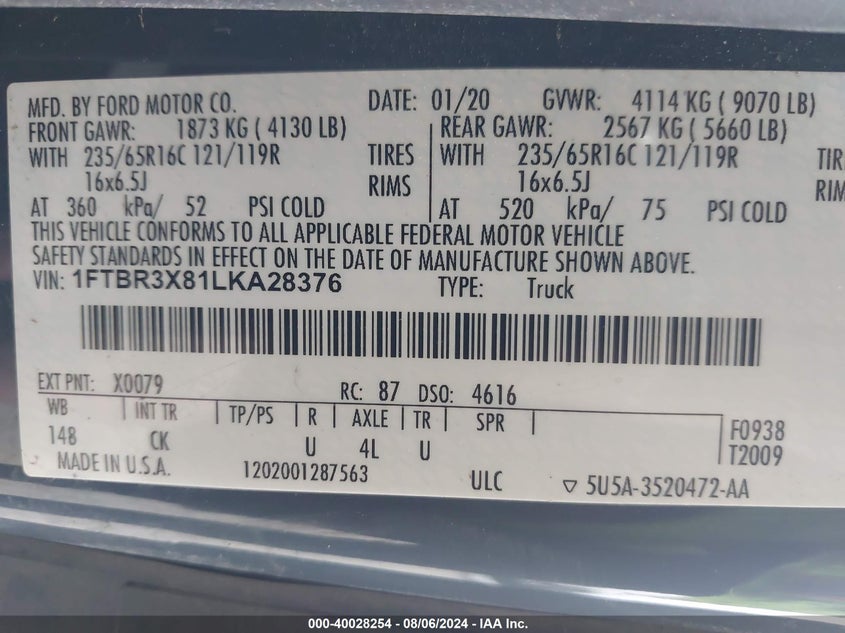 MFD. BY FORD MOTOR CO. DATE: 01/20 GVWR: 4114 KG ( 9070 LB)
FRONT GAWR: 1873 KG ( 4130 LB) REAR GAWR: 2567 KG ( 5660 LB)
WITH 235/65R16C 121/119R TIRES WITH 235/65R16C 121/119R TIRE
16x6.5J RIMS 16x6.5J RIM
AT 360 kPa/ 52 PSI COLD AT 520 kPa/ 75 PSI COLD
THIS VEHICLE CONFORMS TO ALL APPLICABLE FEDERAL MOTOR VEHICLE
SAFETY STANDARDS IN EFFECT ON THE DATE OF MANUFACTURE SHOWN ABOVE.
VIN: 1FTBR3X81LKA28376 TYPE: Truck
EXT PNT: X0079 RC: 87 DSO: 4616
WB INT TR TP/PS R AXLE TR SPR F0938
148 CK U 4L U T2009
MADE IN U.S.A. 1202001287563 ULC ▽ 5U5A-3520472-AA
000-40028254 - 08/06/2024 - IAA Inc.